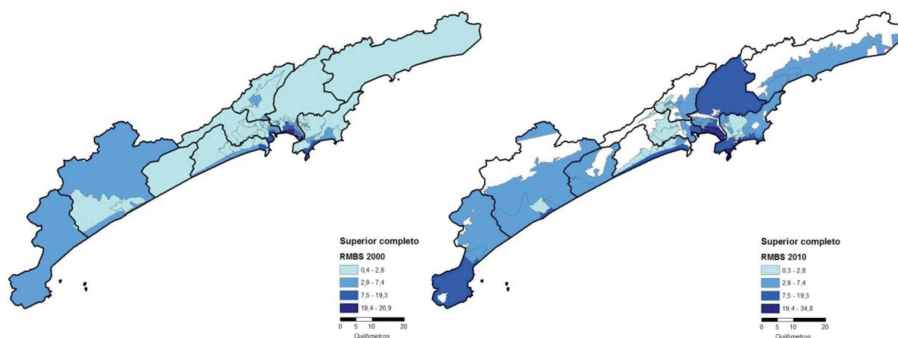 Superior completo
RMBS 2000
0,4 - 2,8
2,9 - 7,4
7,5 - 19,3
19,4 - 26,9
0 5 10 20
Quilômetros
Superior completo
RMBS 2010
0,3 - 2,8
2,9 - 7,4
7,5 - 19,3
19,4 - 34,8
0 5 10 20
Quilômetros